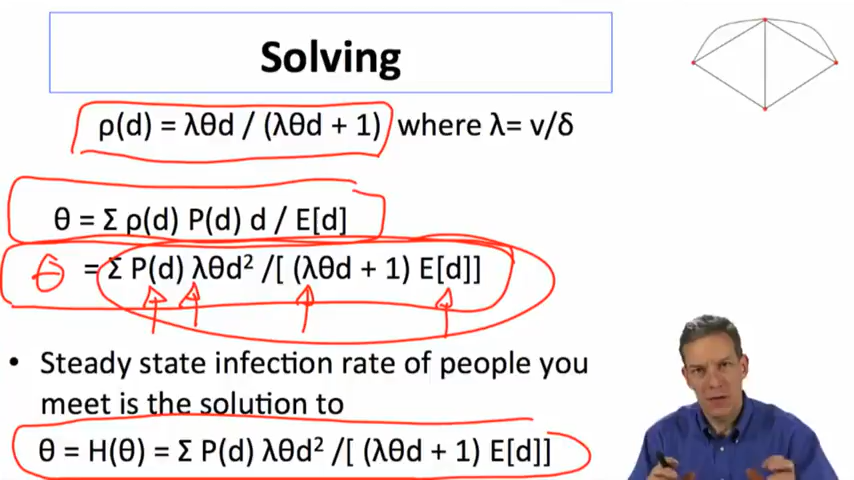 Solving
ρ(d) = λθd / (λθd + 1) where λ= ν/δ
θ = Σ ρ(d) P(d) d / E[d]
θ = Σ P(d) λθd² /[ (λθd + 1) E[d]]
• Steady state infection rate of people you
meet is the solution to
θ = H(θ) = Σ P(d) λθd² /[ (λθd + 1) E[d]]